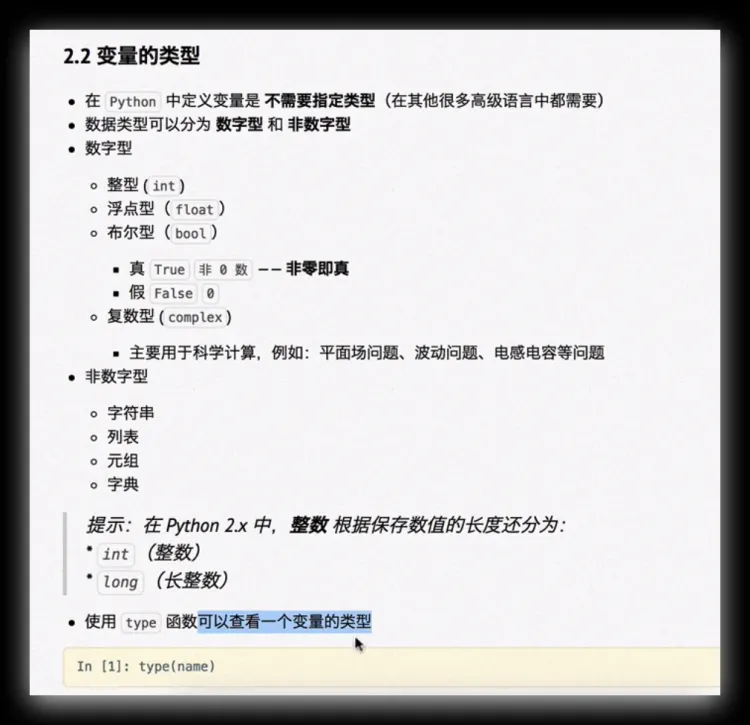 2.2 变量的类型
在 Python 中定义变量是 不需要指定类型（在其他很多高级语言中都需要）
数据类型可以分为 数字型 和 非数字型
数字型
整型 (int)
浮点型（float）
布尔型（bool）
真 True 非 0 数 —— 非零即真
假 False 0
复数型 (complex)
主要用于科学计算，例如：平面场问题、波动问题、电感电容等问题
非数字型
字符串
列表
元组
字典
提示：在 Python 2.x 中，整数 根据保存数值的长度还分为：
* int（整数）
* long（长整数）
使用 type 函数可以查看一个变量的类型
In [1]: type(name)